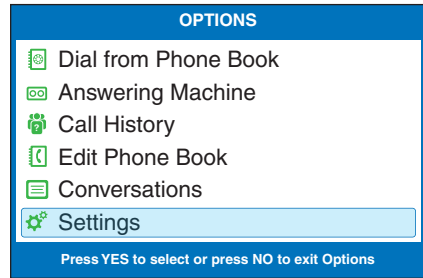 OPTIONS
Dial from Phone Book
Answering Machine
Call History
Edit Phone Book
Conversations
Settings
Press YES to select or press NO to exit Options